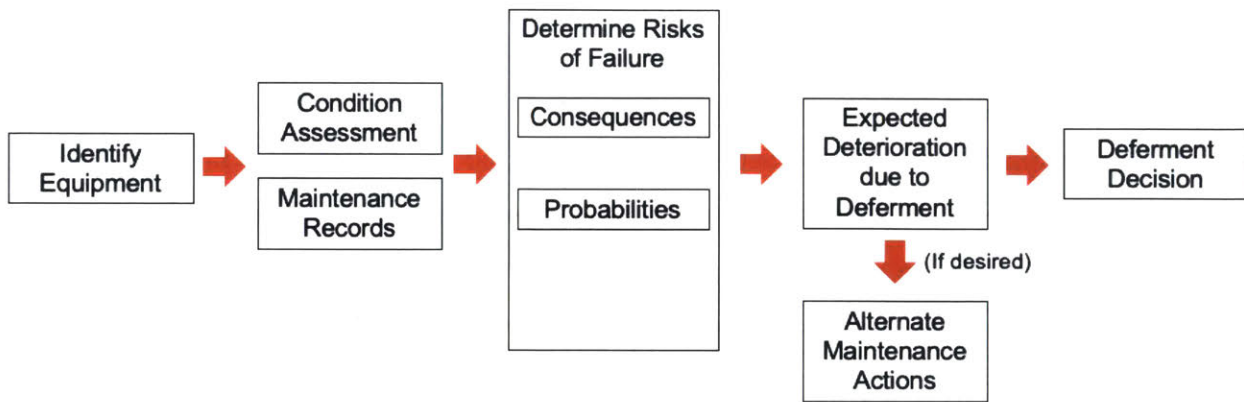 Identify
Equipment
Condition
Assessment
Maintenance
Records
Determine Risks
of Failure
Consequences
Probabilities
Expected
Deterioration
due to
Deferment
(If desired)
Alternate
Maintenance
Actions
Deferment
Decision